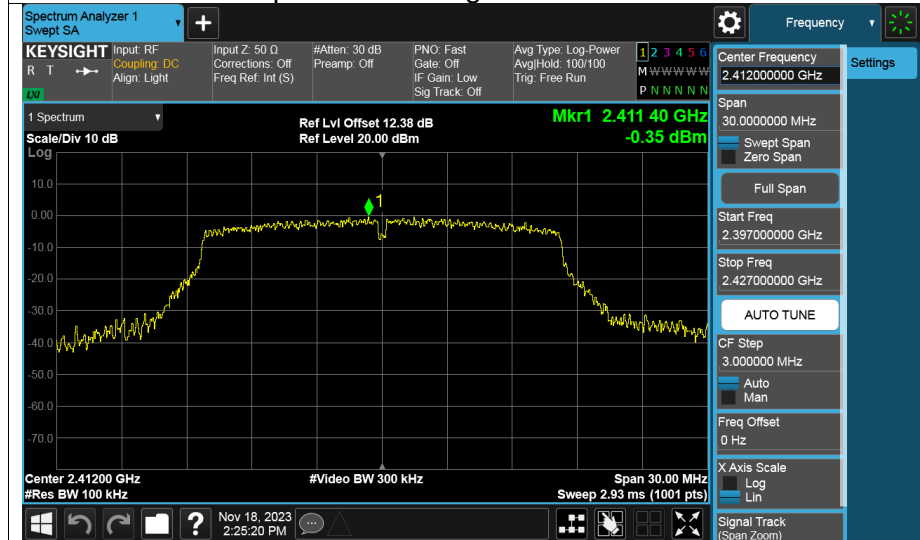 Spectrum Analyzer 1
Swept SA
Frequency
KEYSIGHT
R T
LXI
Input: RF
Coupling: DC
Align: Light
Input Z: 50 Ω
Corrections: Off
Freq Ref: Int (S)
#Atten: 30 dB
Preamp: Off
PNO: Fast
Gate: Off
IF Gain: Low
Sig Track: Off
Avg Type: Log-Power
Avg|Hold: 100/100
Trig: Free Run
1 2 3 4 5 6
M W W W W W
P N N N N N
1 Spectrum
Scale/Div 10 dB
Log
Ref Lvl Offset 12.38 dB
Ref Level 20.00 dBm
Mkr1 2.411 40 GHz
-0.35 dBm
10.0
0.00
-10.0
-20.0
-30.0
-40.0
-50.0
-60.0
-70.0
1
Center 2.41200 GHz
#Res BW 100 kHz
#Video BW 300 kHz
Span 30.00 MHz
Sweep 2.93 ms (1001 pts)
?
Nov 18, 2023
2:25:20 PM
Center Frequency
2.412000000 GHz
Span
30.0000000 MHz
Swept Span
Zero Span
Full Span
Start Freq
2.397000000 GHz
Stop Freq
2.427000000 GHz
AUTO TUNE
CF Step
3.000000 MHz
Auto
Man
Freq Offset
0 Hz
X Axis Scale
Log
Lin
Signal Track
(Span Zoom)
Settings